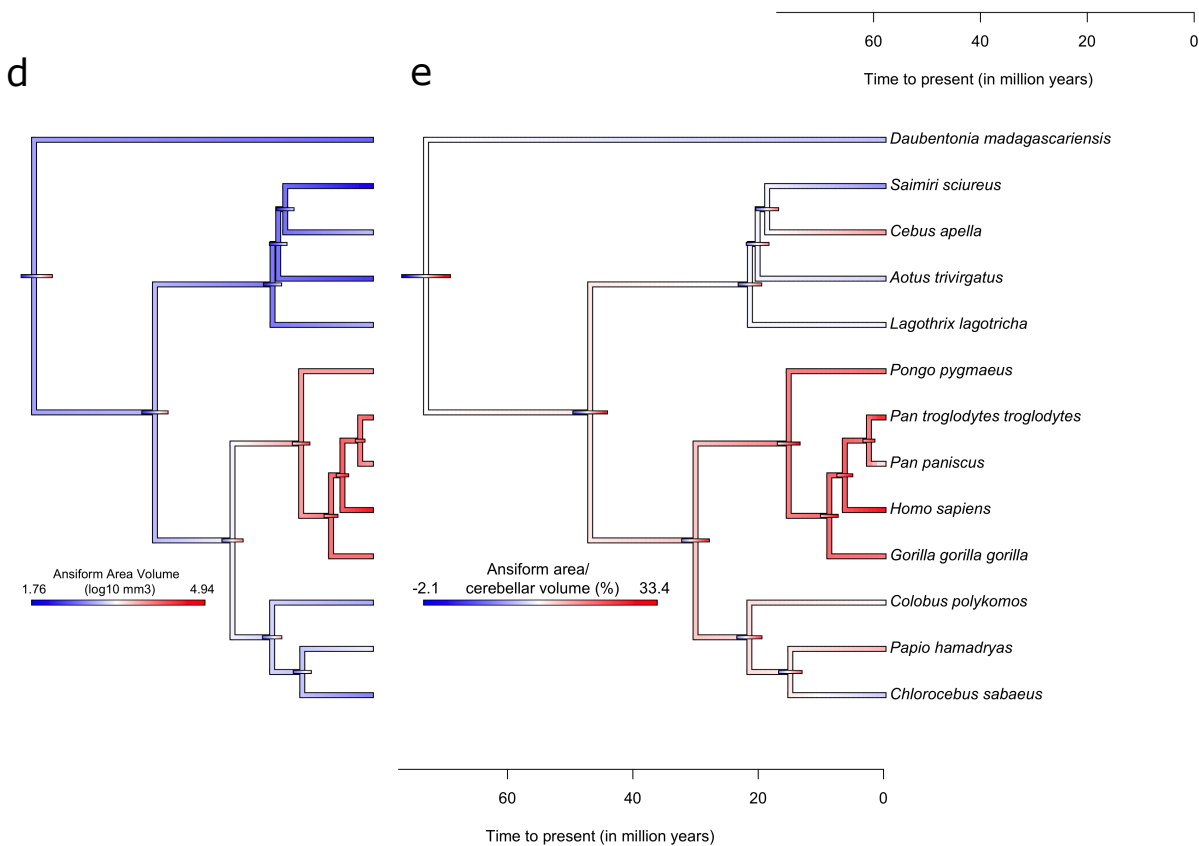 60 40 20 0
Time to present (in million years)
d e
Daubentonia madagascariensis
Saimiri sciureus
Cebus apella
Aotus trivirgatus
Lagothrix lagotricha
Pongo pygmaeus
Pan troglodytes troglodytes
Pan paniscus
Homo sapiens
Gorilla gorilla gorilla
Colobus polykomos
Papio hamadryas
Chlorocebus sabaeus
Ansiform Area Volume
1.76 (log10 mm3) 4.94
Ansiform area/
-2.1 cerebellar volume (%) 33.4
60 40 20 0
Time to present (in million years)